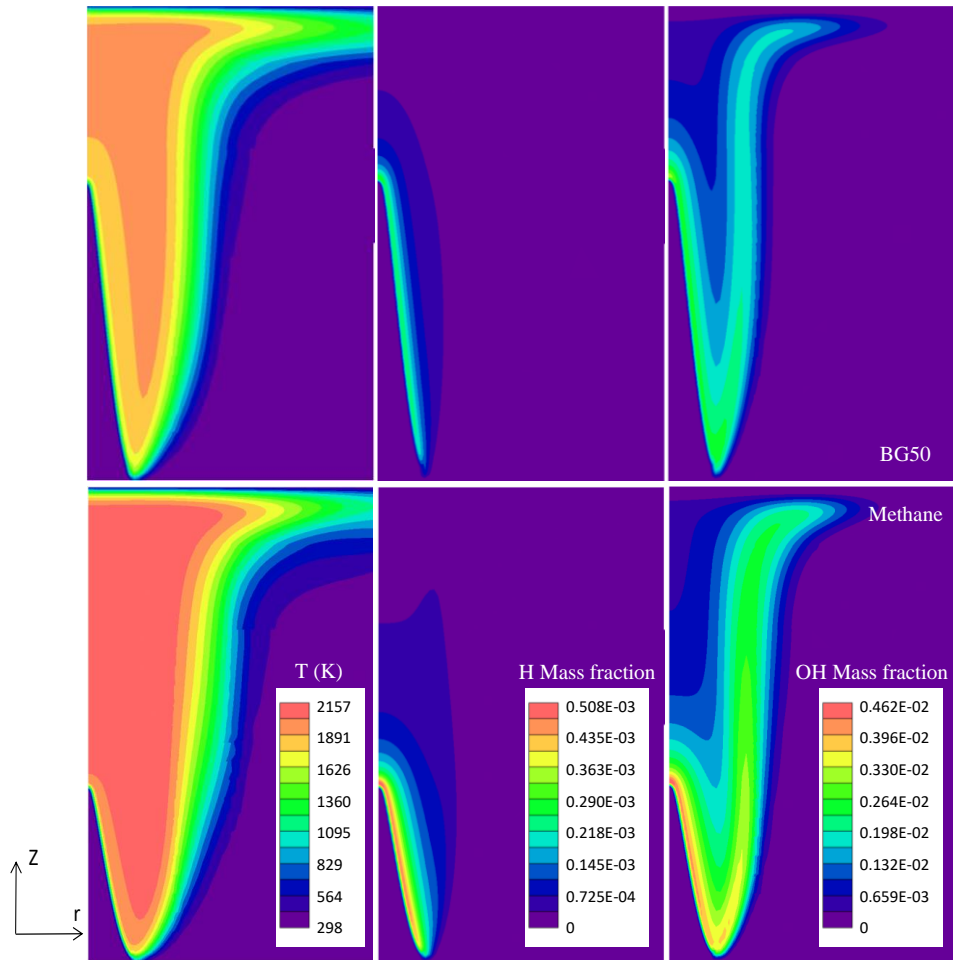 BG50
Methane
T (K)
2157
1891
1626
1360
1095
829
564
298
H Mass fraction
0.508E-03
0.435E-03
0.363E-03
0.290E-03
0.218E-03
0.145E-03
0.725E-04
0
OH Mass fraction
0.462E-02
0.396E-02
0.330E-02
0.264E-02
0.198E-02
0.132E-02
0.659E-03
0
Z
r